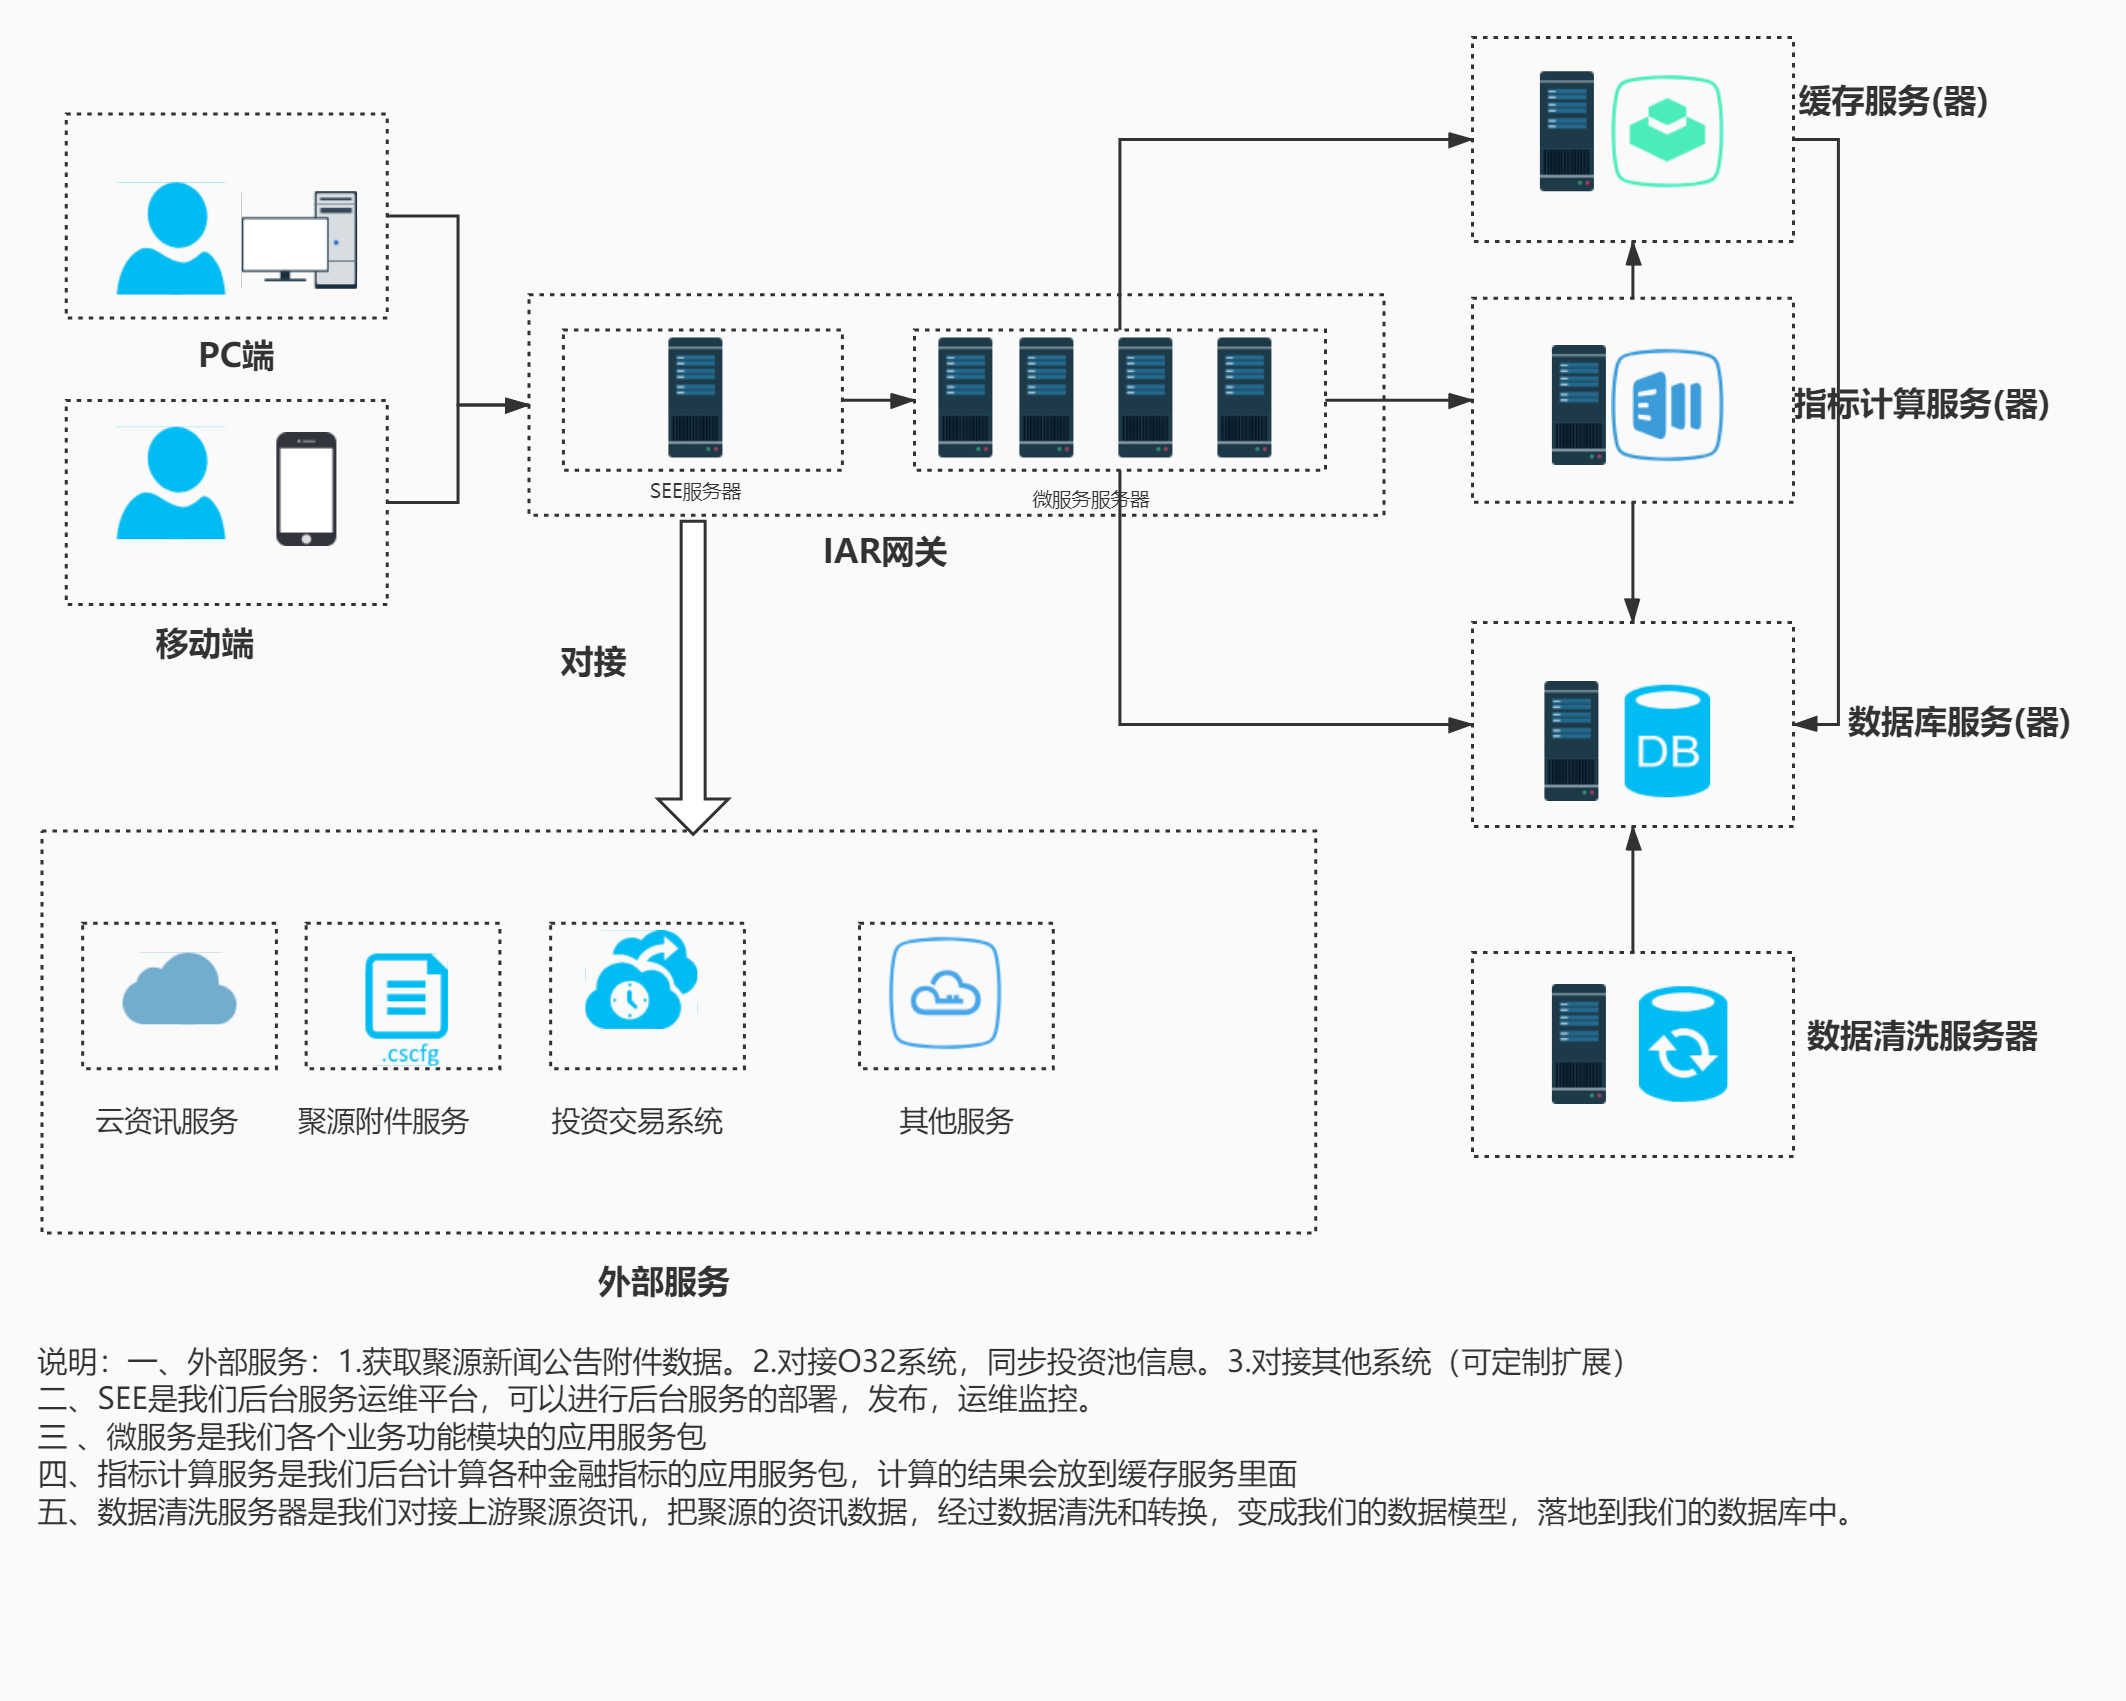 缓存服务(器)
PC端
指标计算服务(器)
SEE服务器
微服务服务器
IAR网关
移动端
对接
数据库服务(器)
DB
.cscfg
数据清洗服务器
云资讯服务
聚源附件服务
投资交易系统
其他服务
外部服务
说明：一、外部服务：1.获取聚源新闻公告附件数据。2.对接O32系统，同步投资池信息。3.对接其他系统（可定制扩展）
二、SEE是我们后台服务运维平台，可以进行后台服务的部署，发布，运维监控。
三 、微服务是我们各个业务功能模块的应用服务包
四、指标计算服务是我们后台计算各种金融指标的应用服务包，计算的结果会放到缓存服务里面
五、数据清洗服务器是我们对接上游聚源资讯，把聚源的资讯数据，经过数据清洗和转换，变成我们的数据模型，落地到我们的数据库中。